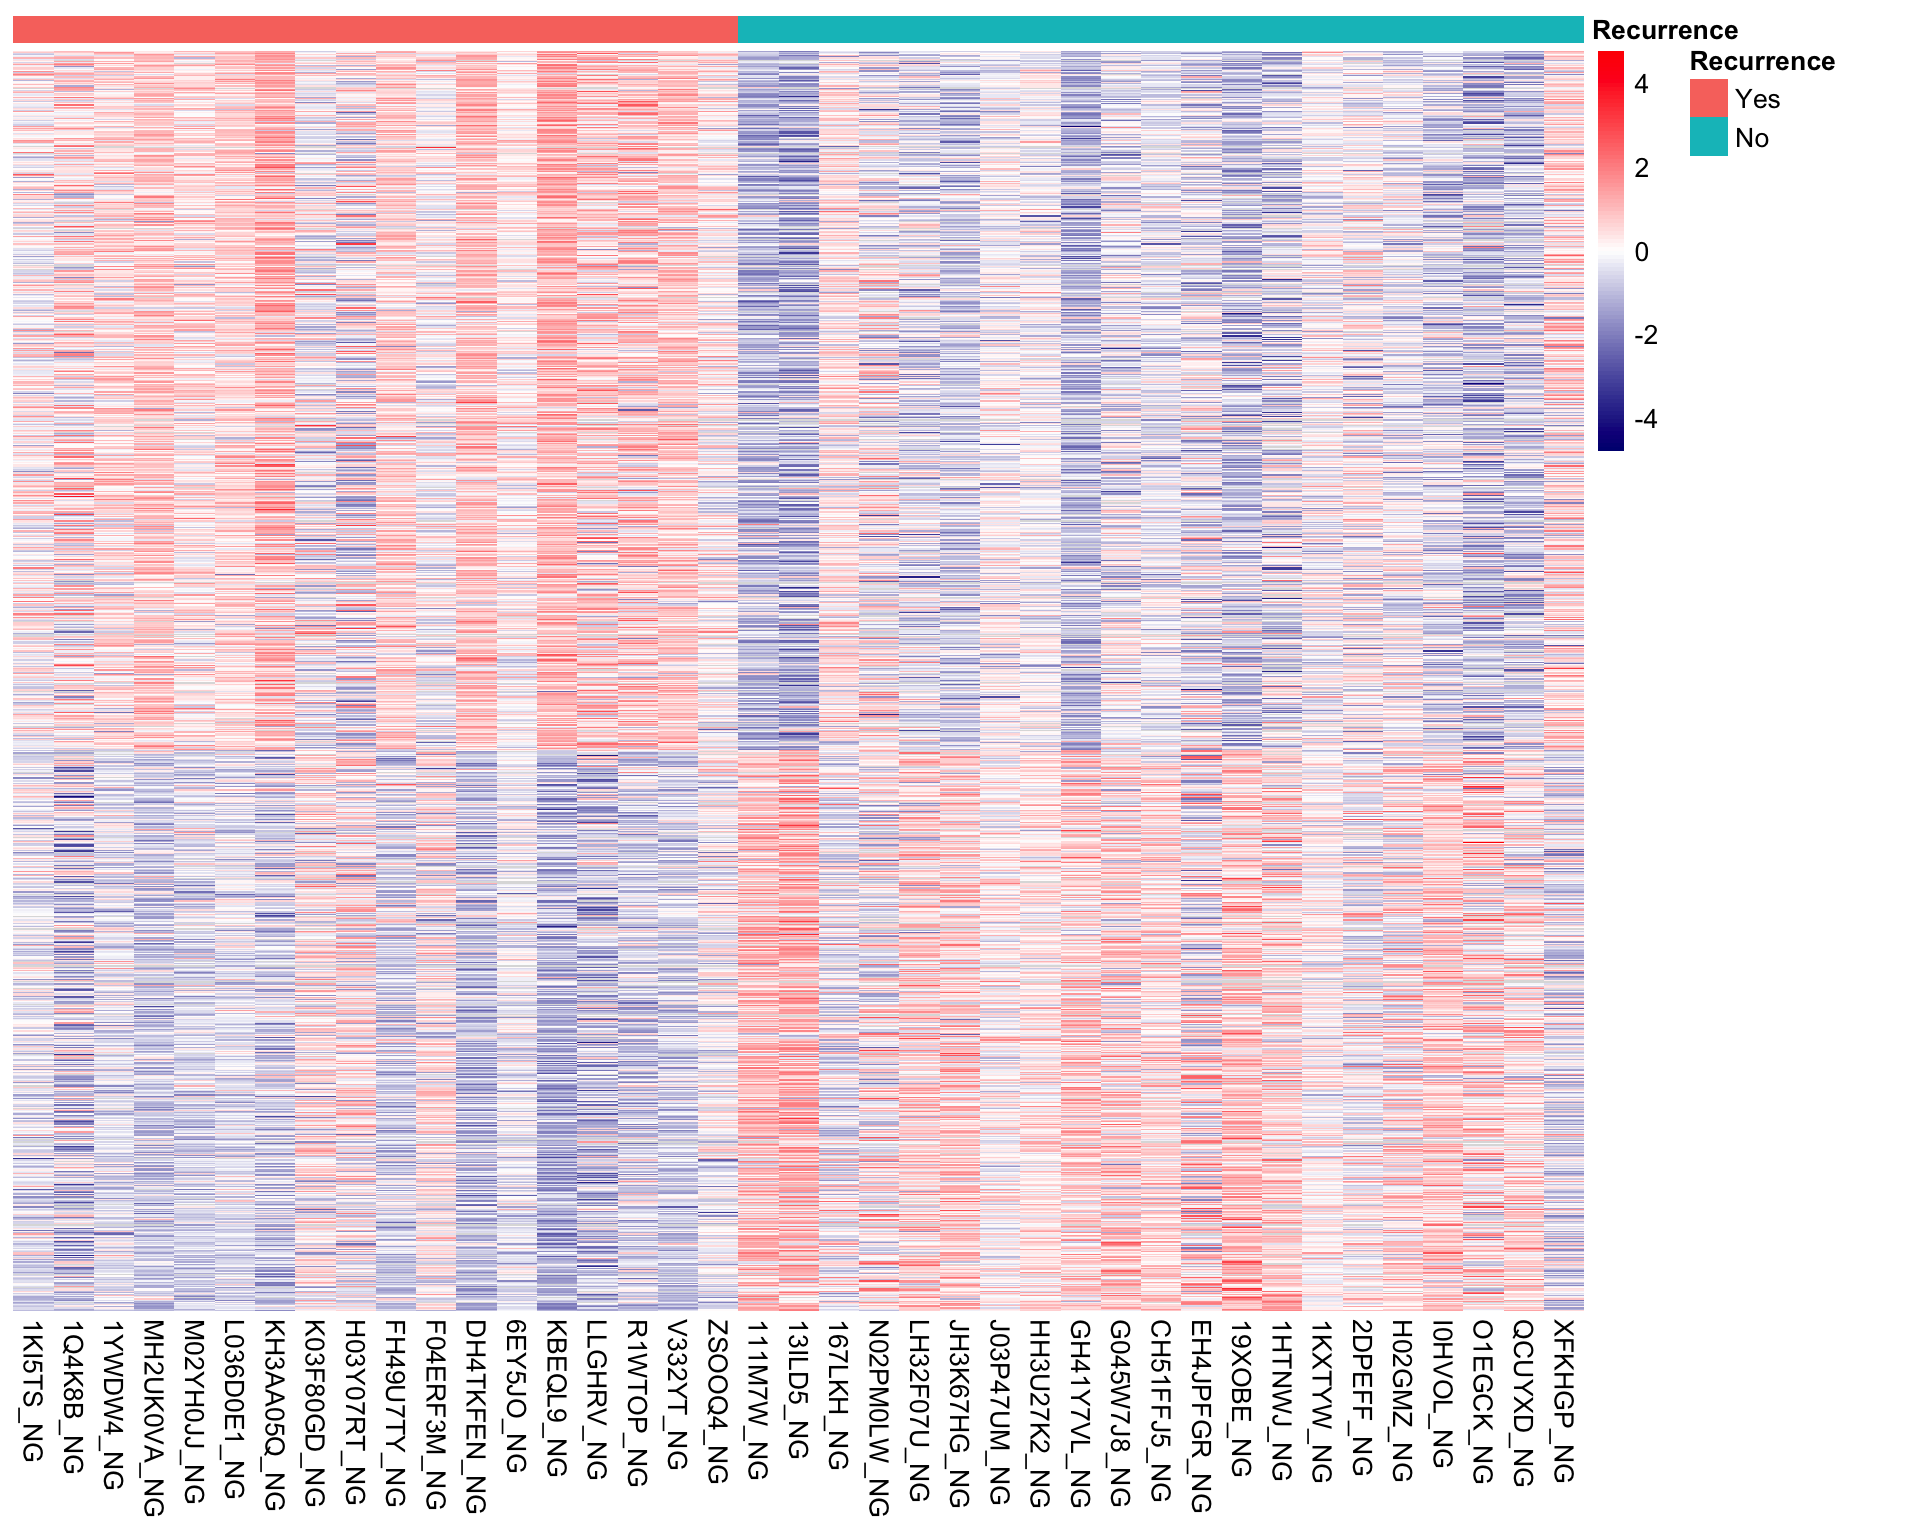 Recurrence
Recurrence
4
2
0
-2
-4
Yes
No
1KI5TS_NG
1Q4K8B_NG
1YWDW4_NG
MH2UK0VA_NG
M02YH0JJ_NG
L036D0E1_NG
KH3AA05Q_NG
K03F80GD_NG
H03Y07RT_NG
FH49U7TY_NG
F04ERF3M_NG
DH4TKFEN_NG
6EY5JO_NG
KBEQL9_NG
LLGHRV_NG
R1WTOP_NG
V332YT_NG
ZSOOQ4_NG
111M7W_NG
13ILD5_NG
167LKH_NG
N02PM0LW_NG
LH32F07U_NG
JH3K67HG_NG
J03P47UM_NG
HH3U27K2_NG
GH41Y7VL_NG
G045W7J8_NG
CH51FFJ5_NG
EH4JPFGR_NG
19XOBE_NG
1HTNWJ_NG
1KXTYW_NG
2DPEFF_NG
H02GMZ_NG
I0HVOL_NG
O1EGCK_NG
QCUYXD_NG
XFKHGP_NG